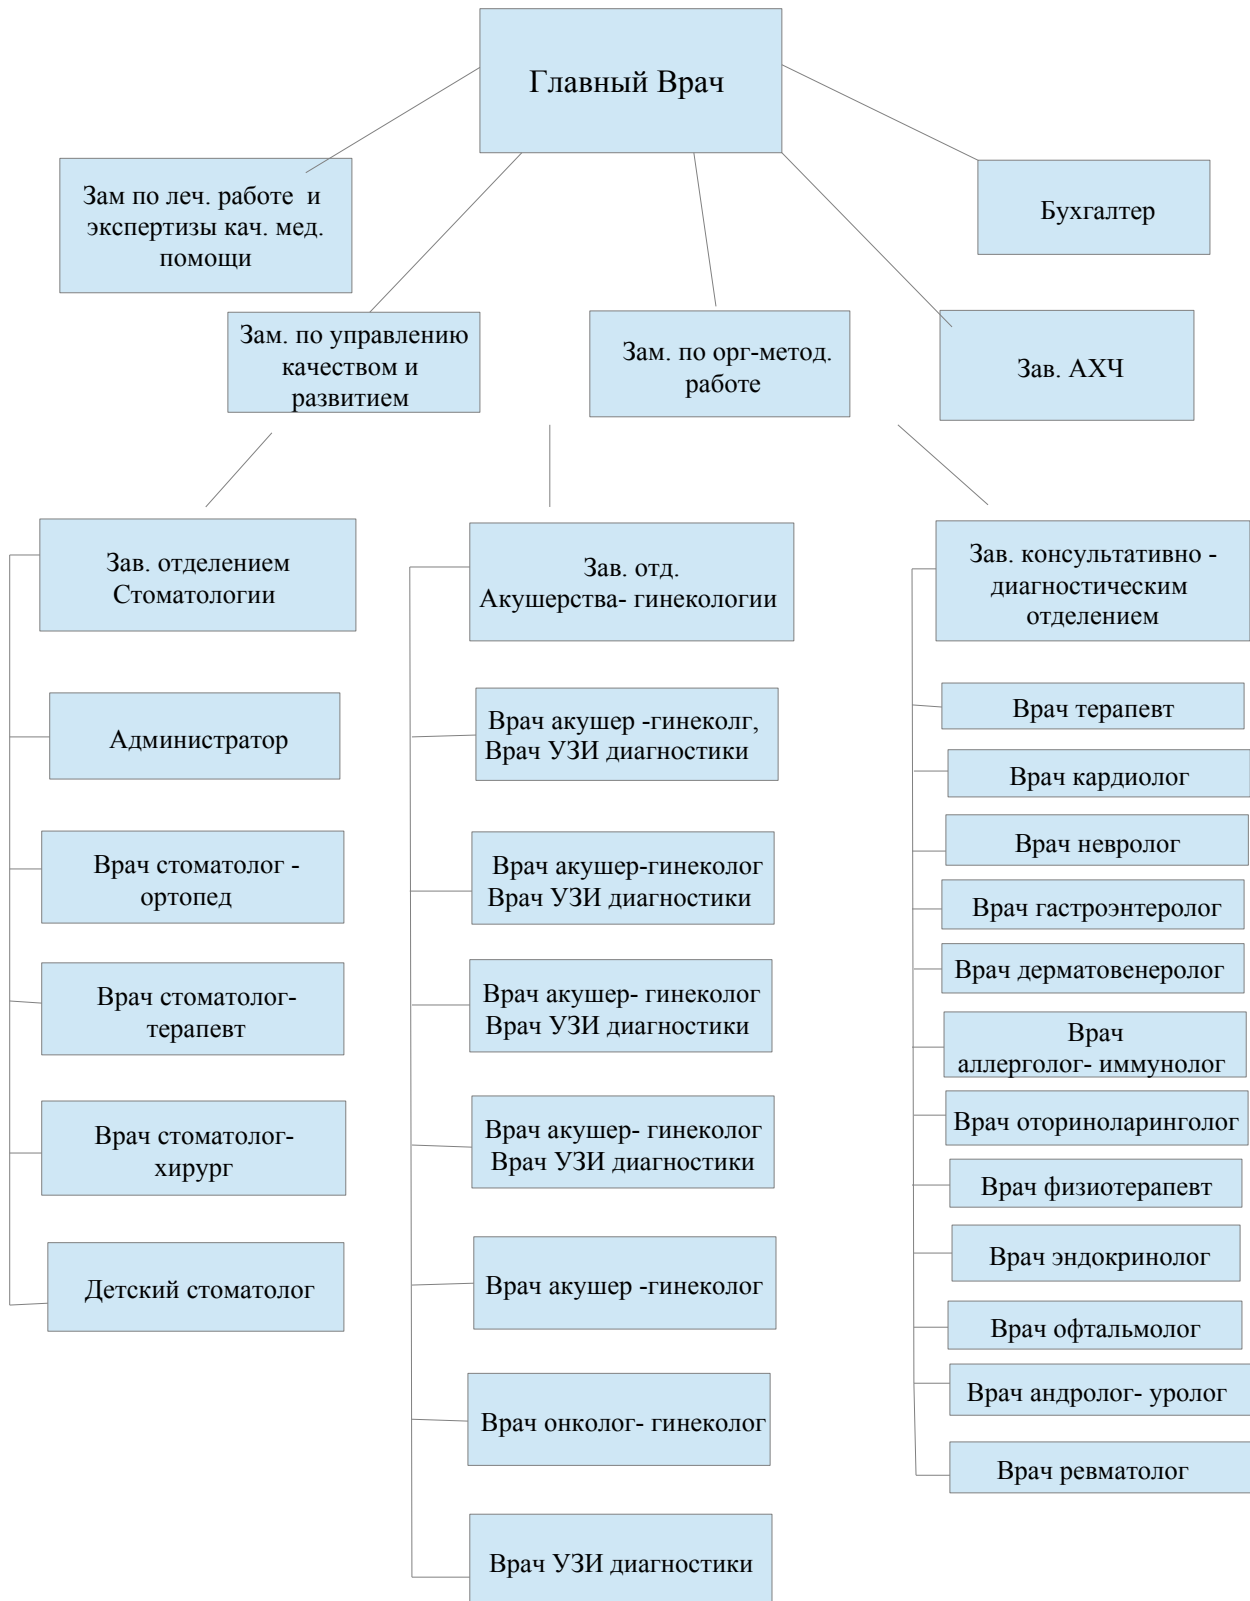 Главный Врач
Зам по леч. работе и
экспертизы кач. мед.
помощи
Бухгалтер
Зам. по управлению
качеством и
развитием
Зам. по орг-метод.
работе
Зав. АХЧ
Зав. отделением
Стоматологии
Администратор
Врач стоматолог -
ортопед
Врач стоматолог-
терапевт
Врач стоматолог-
хирург
Детский стоматолог
Зав. отд.
Акушерства- гинекологии
Врач акушер -гинеколг,
Врач УЗИ диагностики
Врач акушер-гинеколог
Врач УЗИ диагностики
Врач акушер- гинеколог
Врач УЗИ диагностики
Врач акушер- гинеколог
Врач УЗИ диагностики
Врач акушер -гинеколог
Врач онколог- гинеколог
Врач УЗИ диагностики
Зав. консультативно -
диагностическим
отделением
Врач терапевт
Врач кардиолог
Врач невролог
Врач гастроэнтеролог
Врач дерматовенеролог
Врач
аллерголог- иммунолог
Врач оториноларинголог
Врач физиотерапевт
Врач эндокринолог
Врач офтальмолог
Врач андролог- уролог
Врач ревматолог